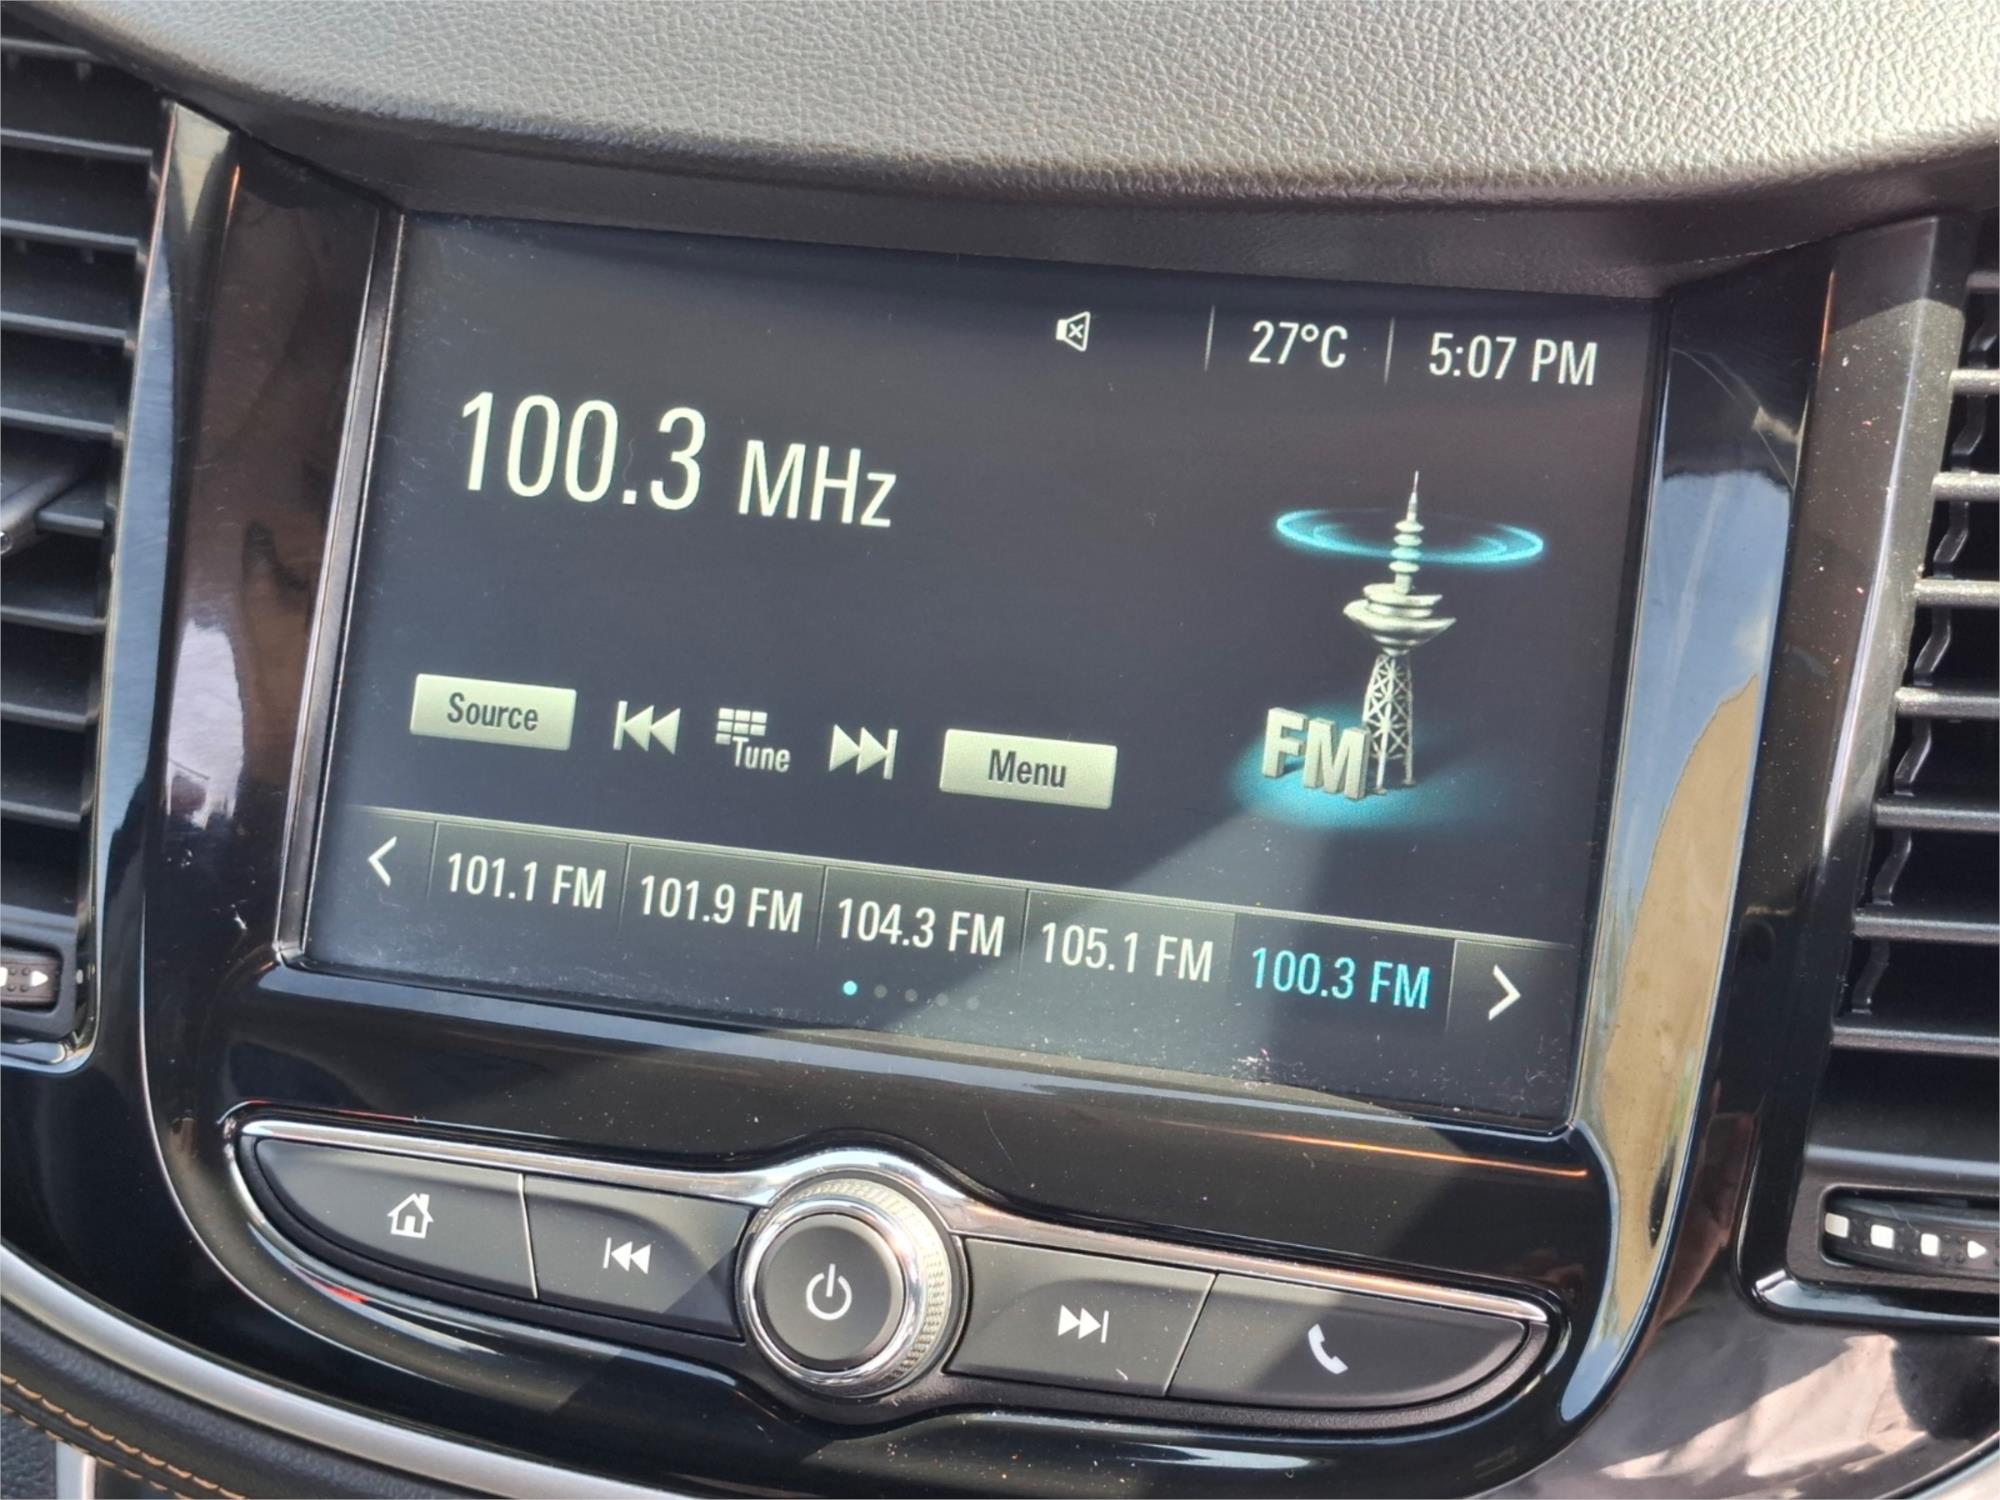 27°C 5:07 PM
100.3 MHz
Source Tune Menu
FM
101.1 FM 101.9 FM 104.3 FM 105.1 FM 100.3 FM